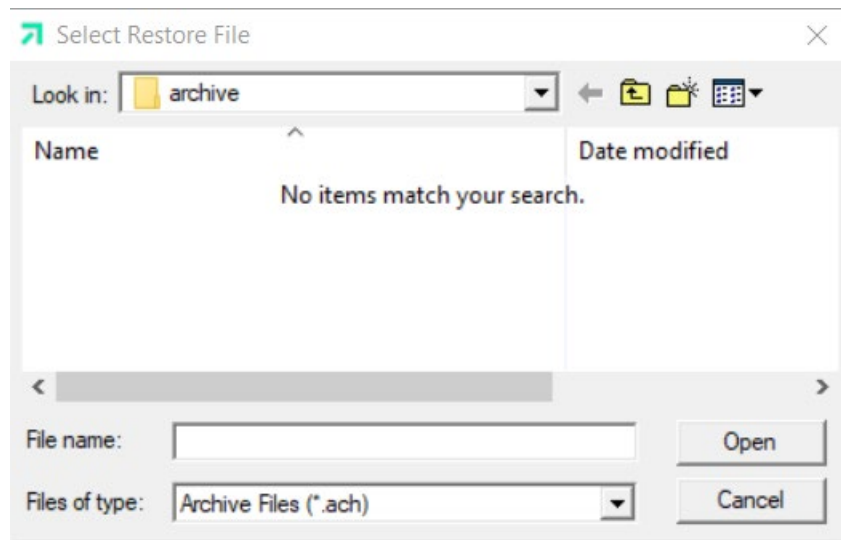 Select Restore File
Look in: archive
Name Date modified
No items match your search.
File name: Open
Files of type: Archive Files (*.ach) Cancel